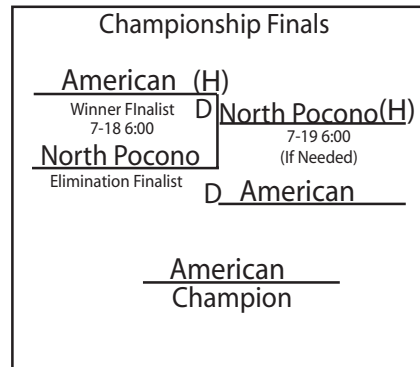 Championship Finals
American (H)
Winner FInalist
7-18 6:00
D
North Pocono(H)
7-19 6:00
(If Needed)
North Pocono
Elimination Finalist
D
American
American
Champion